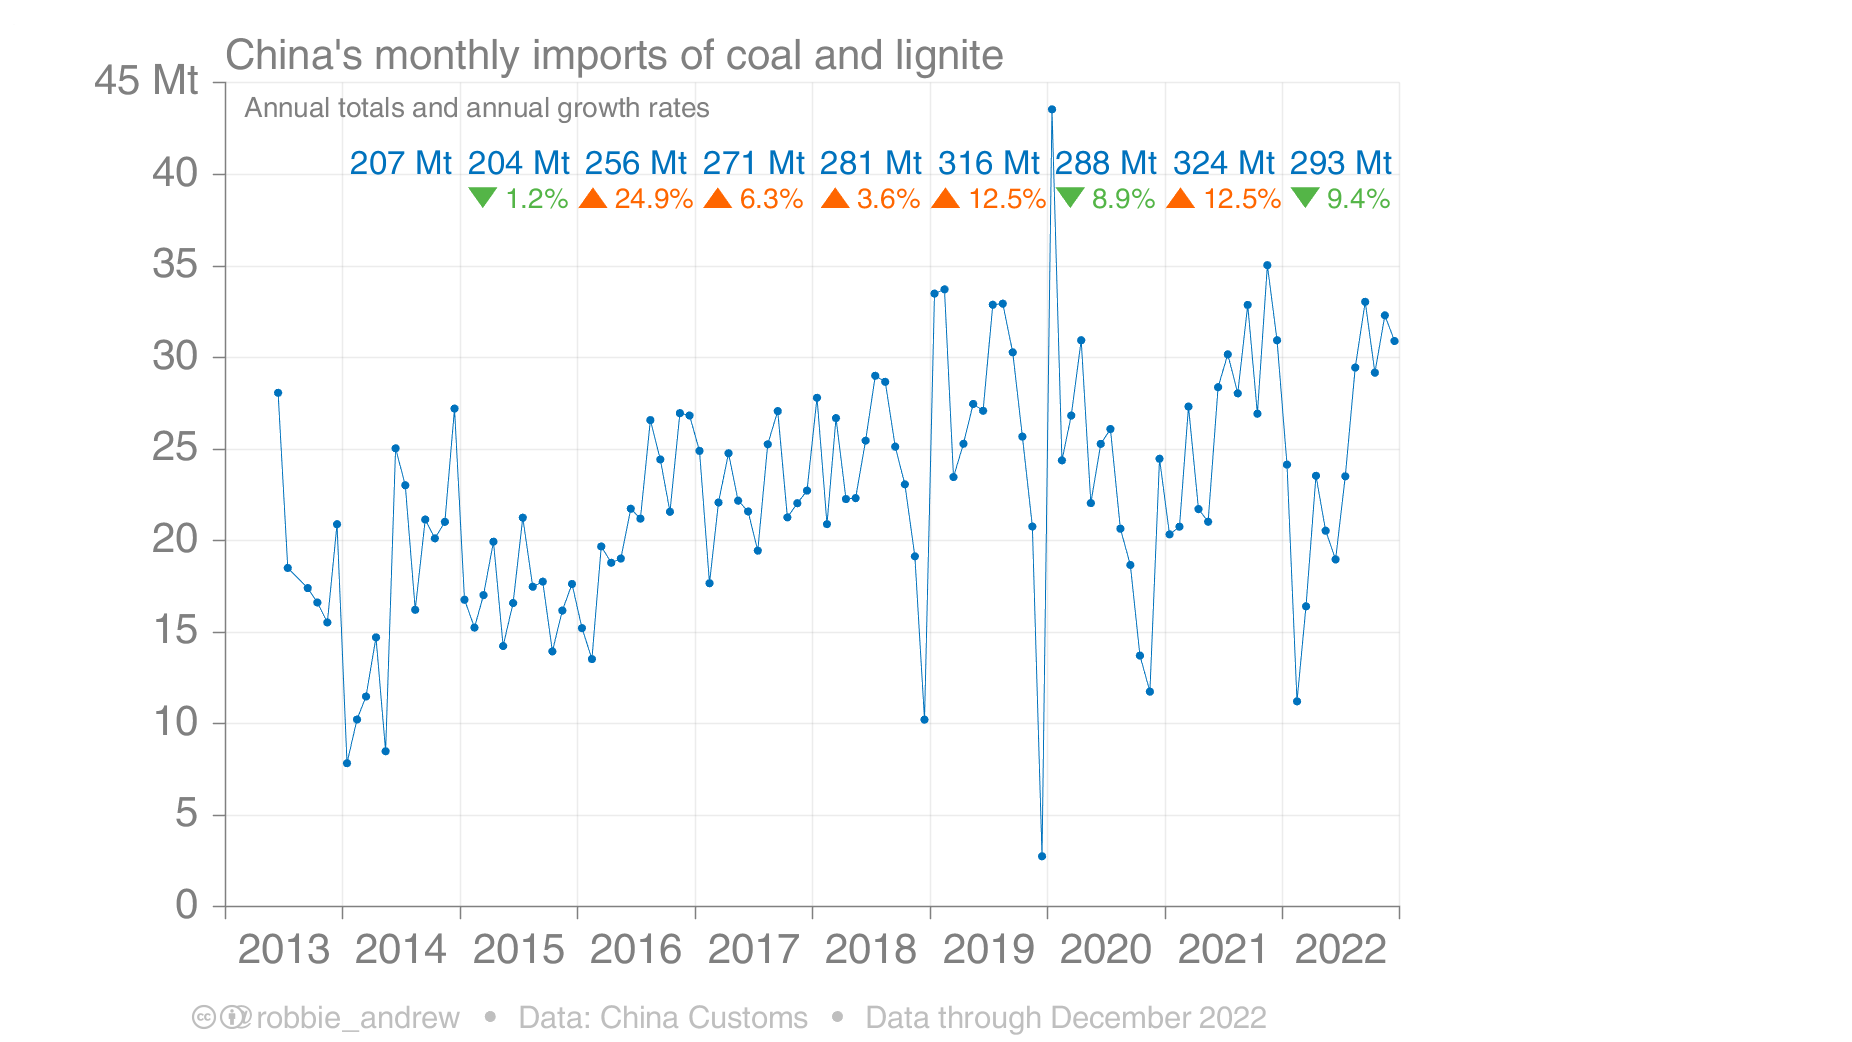 China's monthly imports of coal and lignite
45 Mt
Annual totals and annual growth rates
207 Mt 204 Mt 256 Mt 271 Mt 281 Mt 316 Mt 288 Mt 324 Mt 293 Mt
40
▼ 1.2% ▲ 24.9% ▲ 6.3% ▲ 3.6% ▲ 12.5% ▼ 8.9% ▲ 12.5% ▼ 9.4%
35
30
25
20
15
10
5
0
2013 2014 2015 2016 2017 2018 2019 2020 2021 2022
cc @robbie_andrew • Data: China Customs • Data through December 2022